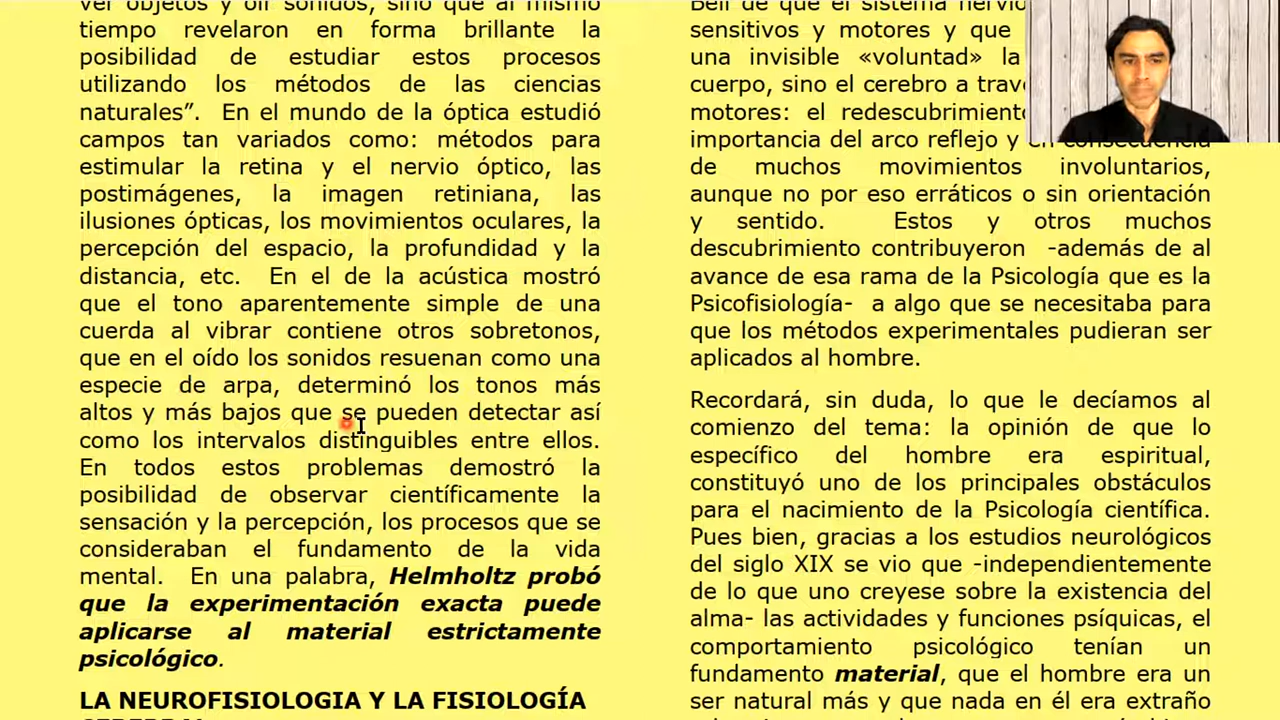 ver objetos y oír sonidos, sino que al mismo
tiempo revelaron en forma brillante la
posibilidad de estudiar estos procesos
utilizando los métodos de las ciencias
naturales”. En el mundo de la óptica estudió
campos tan variados como: métodos para
estimular la retina y el nervio óptico, las
postimágenes, la imagen retiniana, las
ilusiones ópticas, los movimientos oculares, la
percepción del espacio, la profundidad y la
distancia, etc. En el de la acústica mostró
que el tono aparentemente simple de una
cuerda al vibrar contiene otros sobretonos,
que en el oído los sonidos resuenan como una
especie de arpa, determinó los tonos más
altos y más bajos que se pueden detectar así
como los intervalos distinguibles entre ellos.
En todos estos problemas demostró la
posibilidad de observar científicamente la
sensación y la percepción, los procesos que se
consideraban el fundamento de la vida
mental. En una palabra, Helmholtz probó
que la experimentación exacta puede
aplicarse al material estrictamente
psicológico.
LA NEUROFISIOLOGIA Y LA FISIOLOGÍA
Bell de que el sistema
sensitivos y motores y que
una invisible «voluntad» la
cuerpo, sino el cerebro a
motores: el
importancia del arco reflejo y en consecuencia
de muchos movimientos involuntarios,
aunque no por eso erráticos o sin orientación
y sentido. Estos y otros muchos
descubrimiento contribuyeron -además de al
avance de esa rama de la Psicología que es la
Psicofisiología- a algo que se necesitaba para
que los métodos experimentales pudieran ser
aplicados al hombre.
Recordará, sin duda, lo que le decíamos al
comienzo del tema: la opinión de que lo
específico del hombre era espiritual,
constituyó uno de los principales obstáculos
para el nacimiento de la Psicología científica.
Pues bien, gracias a los estudios neurológicos
del siglo XIX se vio que -independientemente
de lo que uno creyese sobre la existencia del
alma- las actividades y funciones psíquicas, el
comportamiento psicológico tenían un
fundamento material, que el hombre era un
ser natural más y que nada en él era extraño